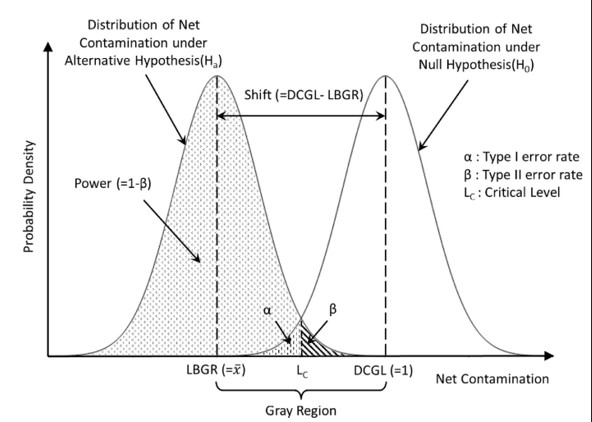 Distribution of Net
Contamination under
Alternative Hypothesis(Hₐ)
Distribution of Net
Contamination under
Null Hypothesis(H₀)
Shift (=DCGL- LBGR)
α : Type I error rate
β : Type II error rate
L_C : Critical Level
Power (=1-β)
Probability Density
α
β
LBGR (=x̄)
L_C
DCGL (=1)
Net Contamination
Gray Region